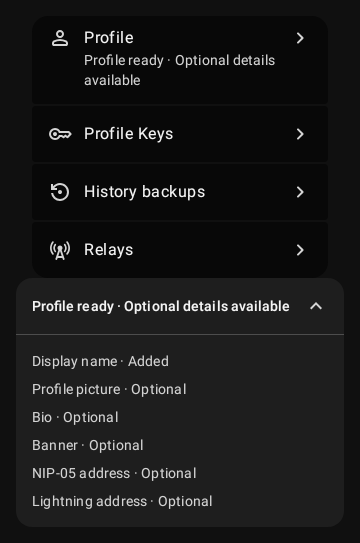 Profile
Profile ready · Optional details
available
Profile Keys
History backups
Relays
Profile ready · Optional details available
Display name · Added
Profile picture · Optional
Bio · Optional
Banner · Optional
NIP-05 address · Optional
Lightning address · Optional